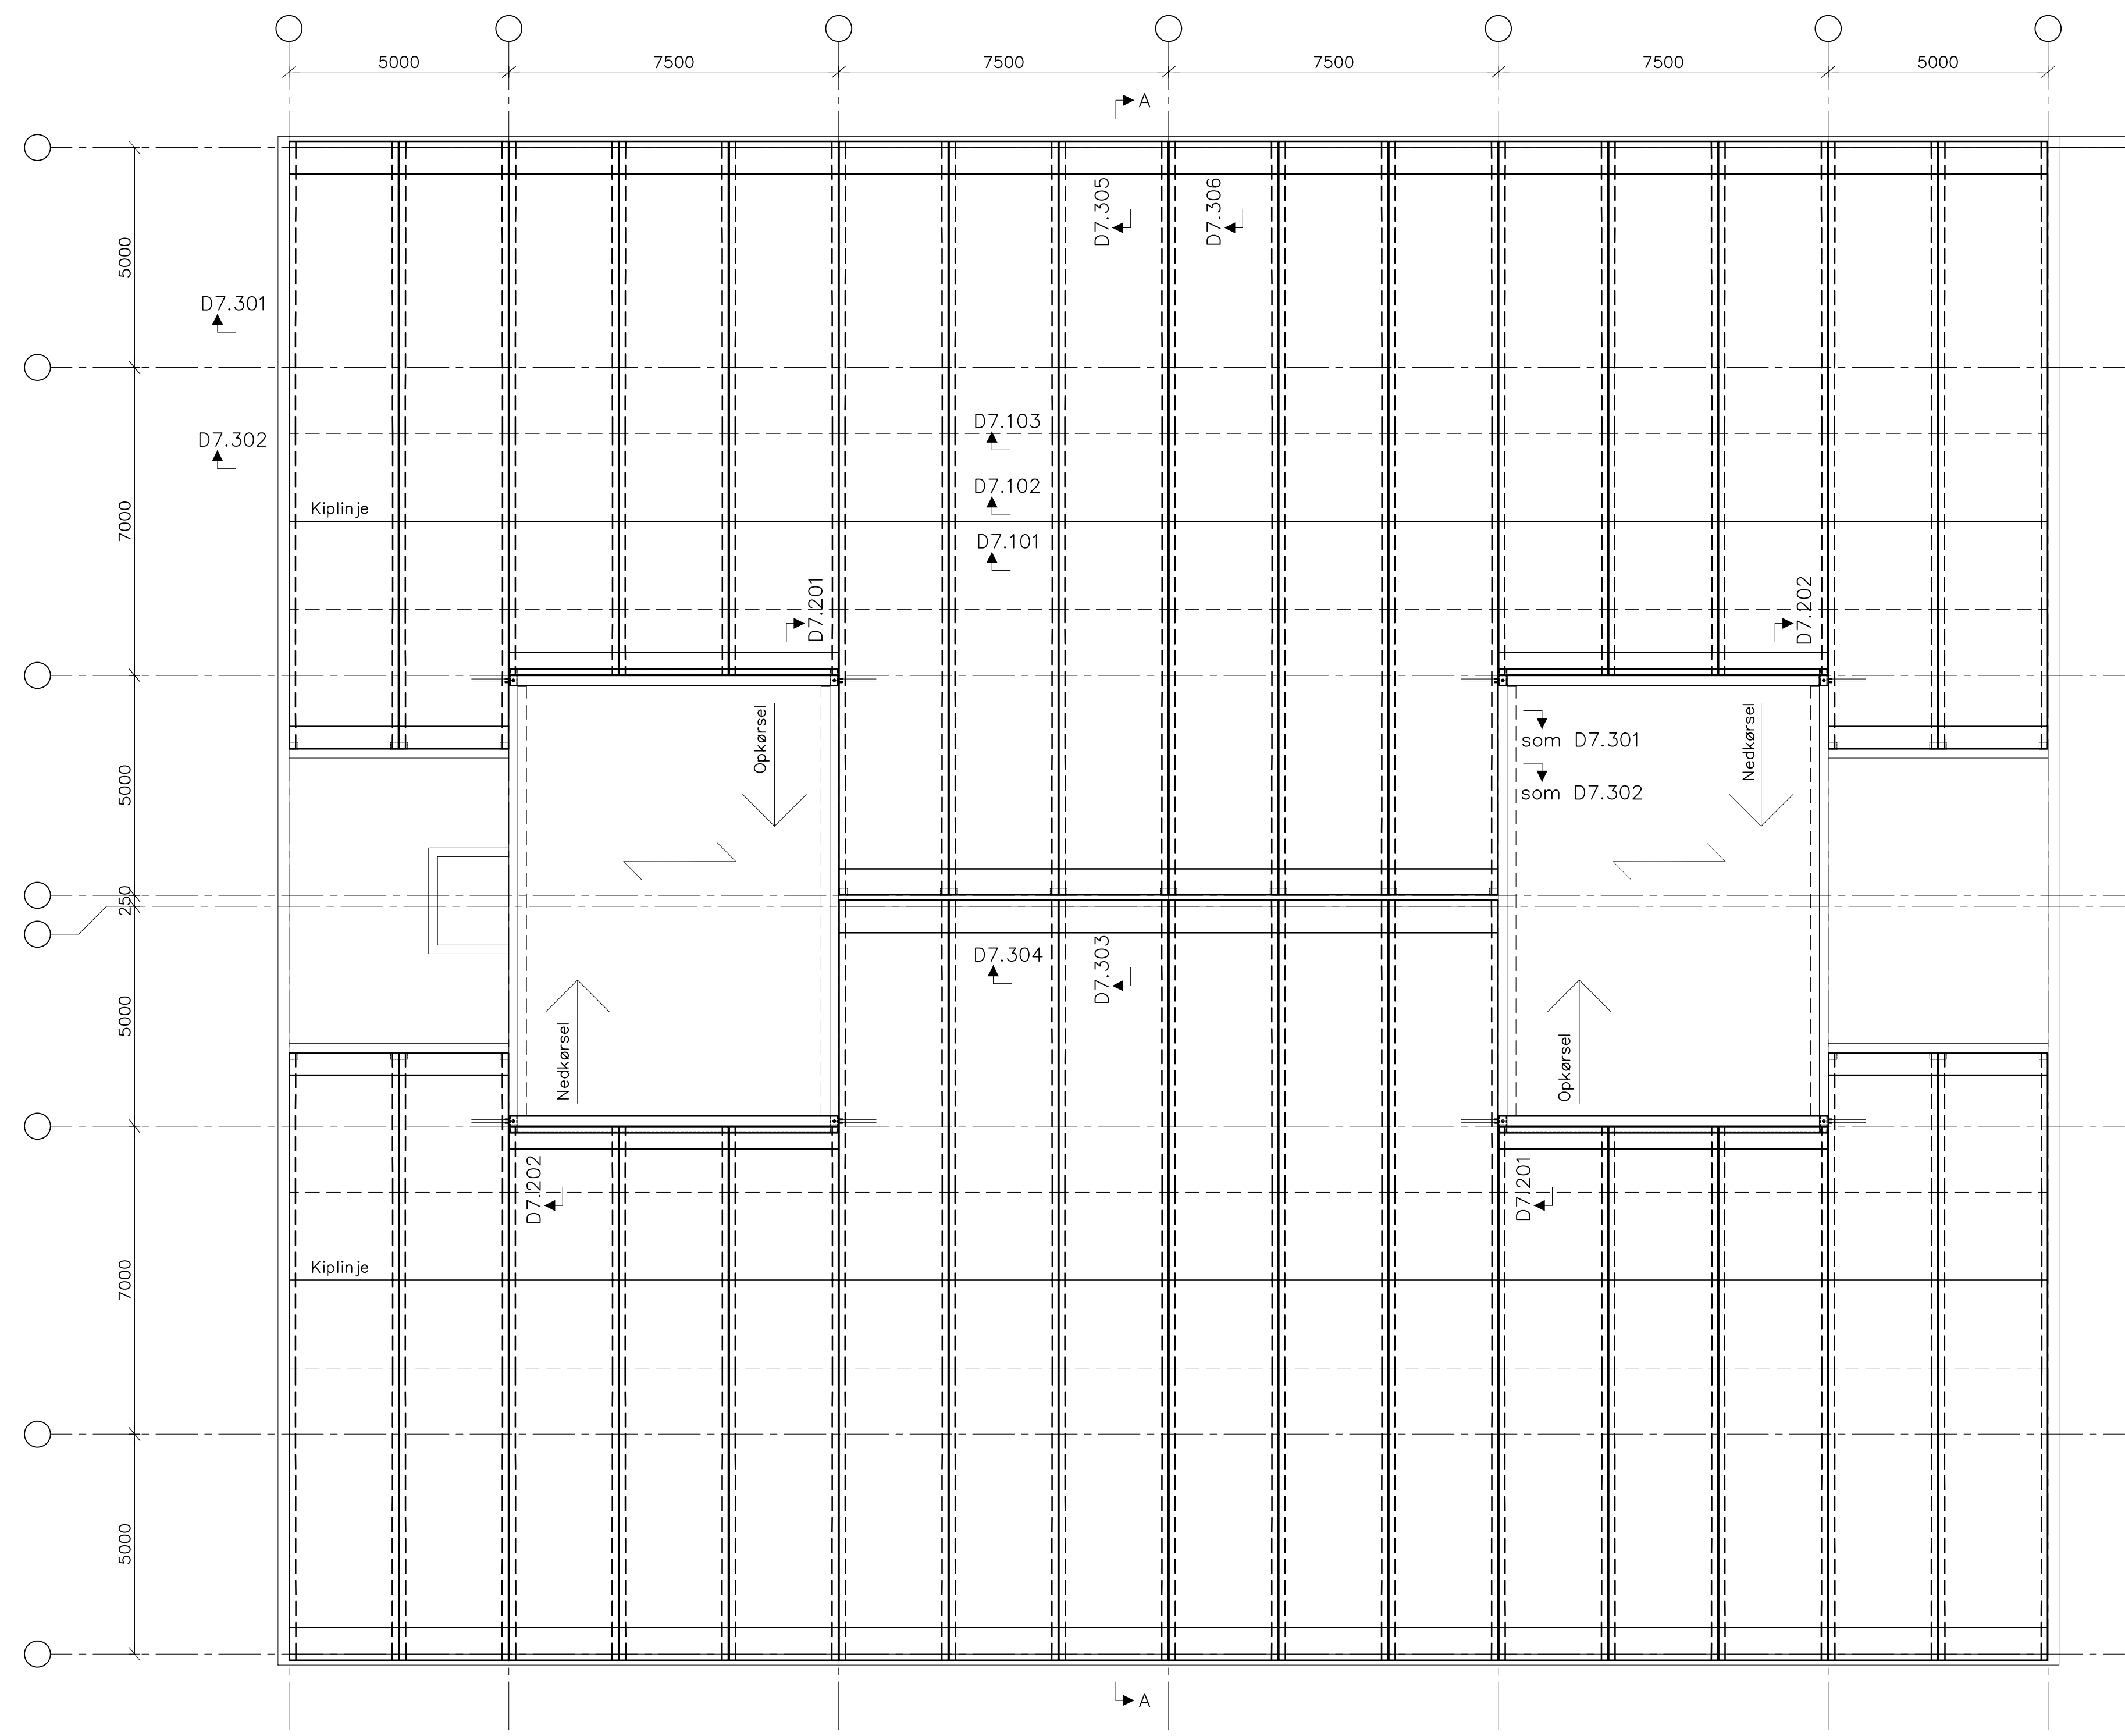 5000 7500 7500 7500 7500 5000
A
D7.305 D7.306
5000
D7.301
D7.103
D7.302
D7.102
Kiplinje
7000
D7.101
D7.201 D7.202
Opkørsel Nedkørsel
som D7.301
5000
som D7.302
250
D7.304 D7.303
5000
Nedkørsel Opkørsel
D7.202 D7.201
Kiplinje
7000
5000
A